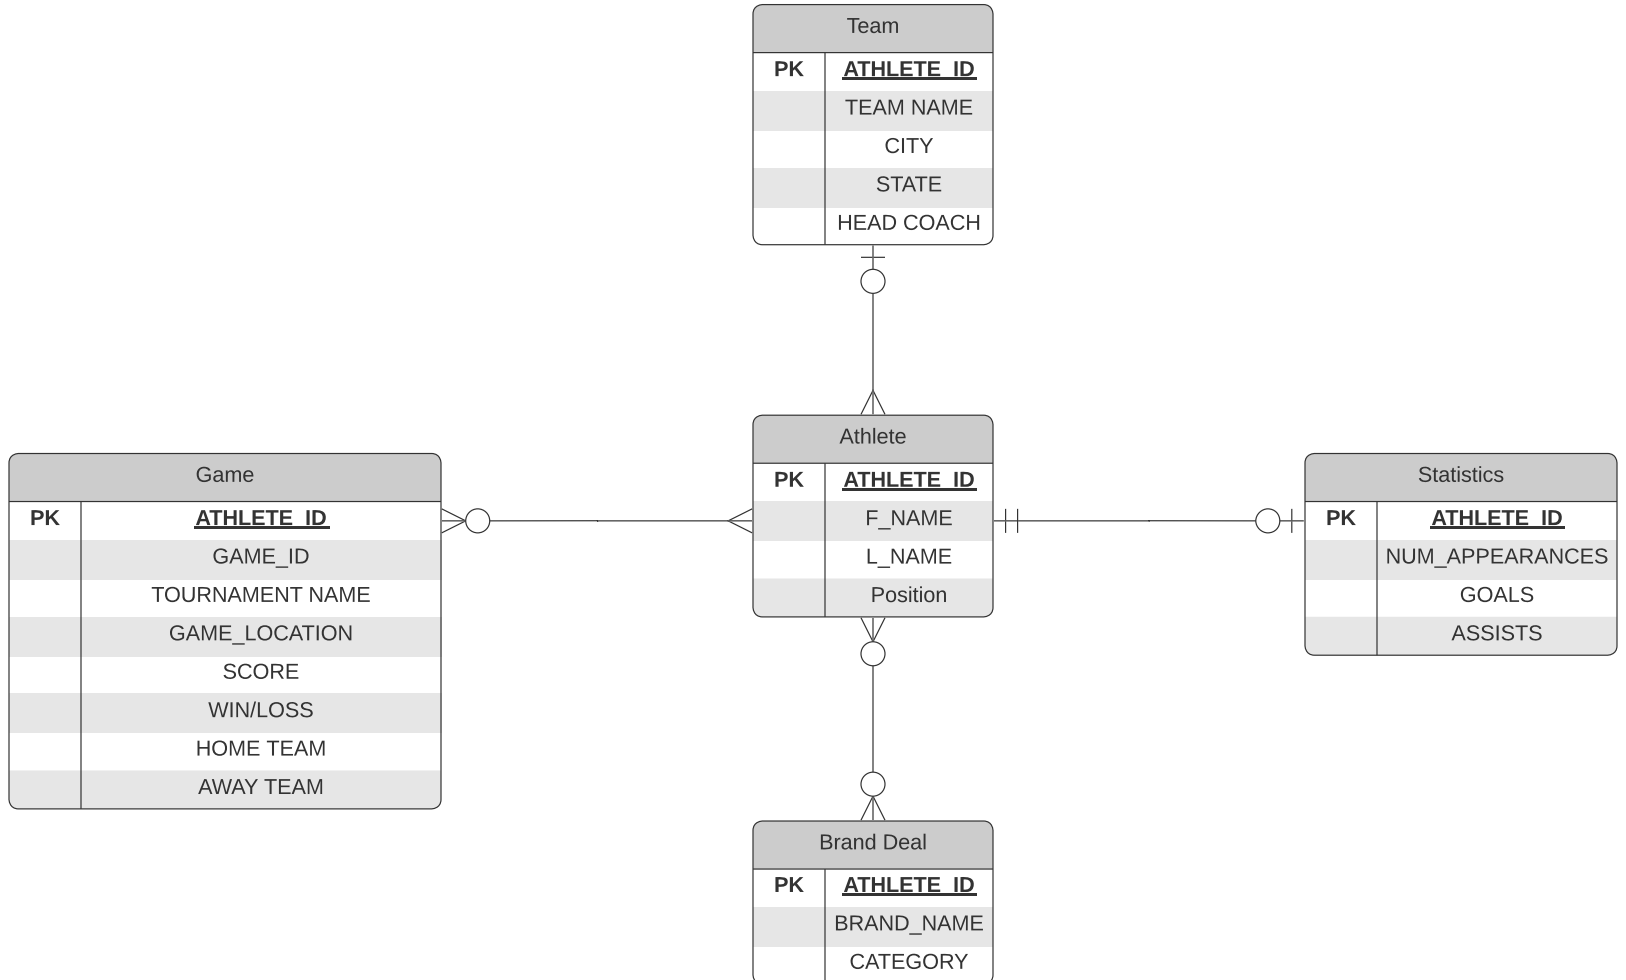 Team
PK ATHLETE_ID
TEAM NAME
CITY
STATE
HEAD COACH
Athlete
PK ATHLETE_ID
F_NAME
L_NAME
Position
Game
PK ATHLETE_ID
GAME_ID
TOURNAMENT NAME
GAME_LOCATION
SCORE
WIN/LOSS
HOME TEAM
AWAY TEAM
Statistics
PK ATHLETE_ID
NUM_APPEARANCES
GOALS
ASSISTS
Brand Deal
PK ATHLETE_ID
BRAND_NAME
CATEGORY